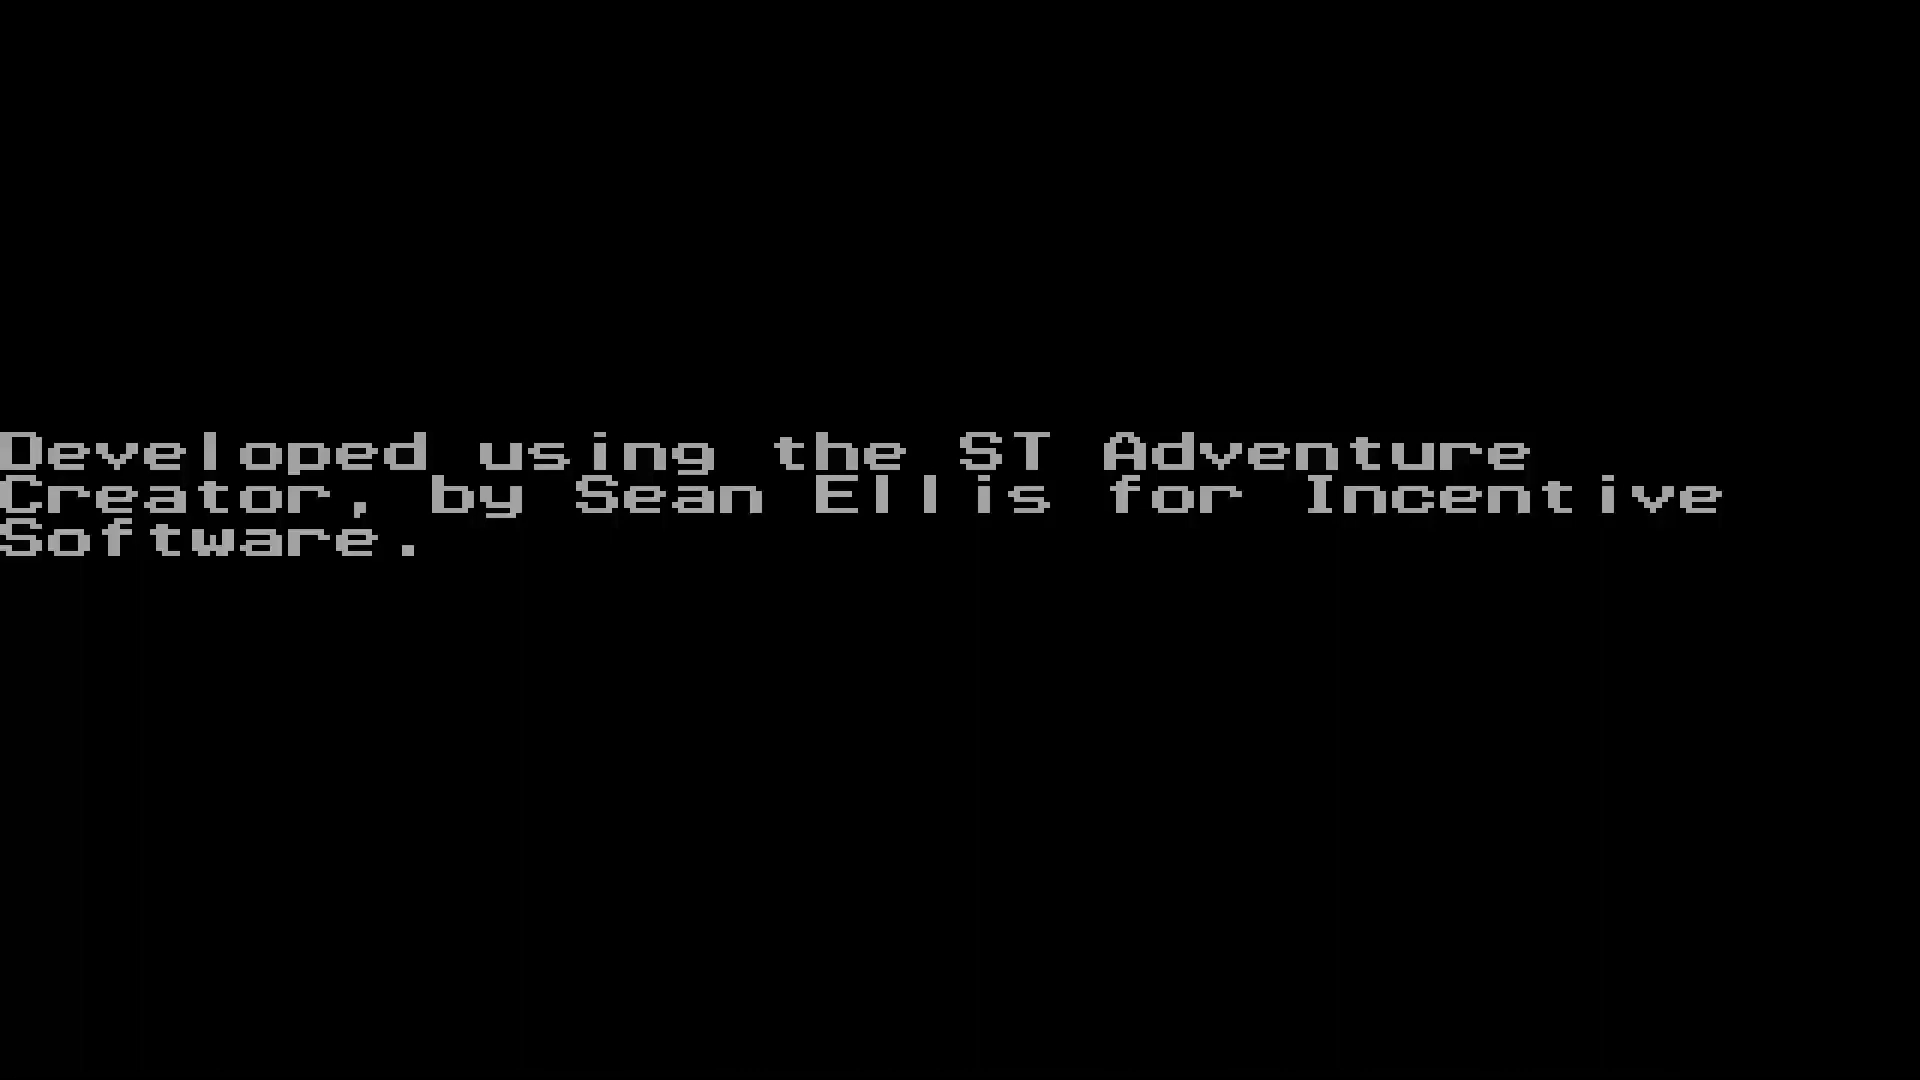 Developed using the ST Adventure
Creator, by Sean Ellis for Incentive
Software.